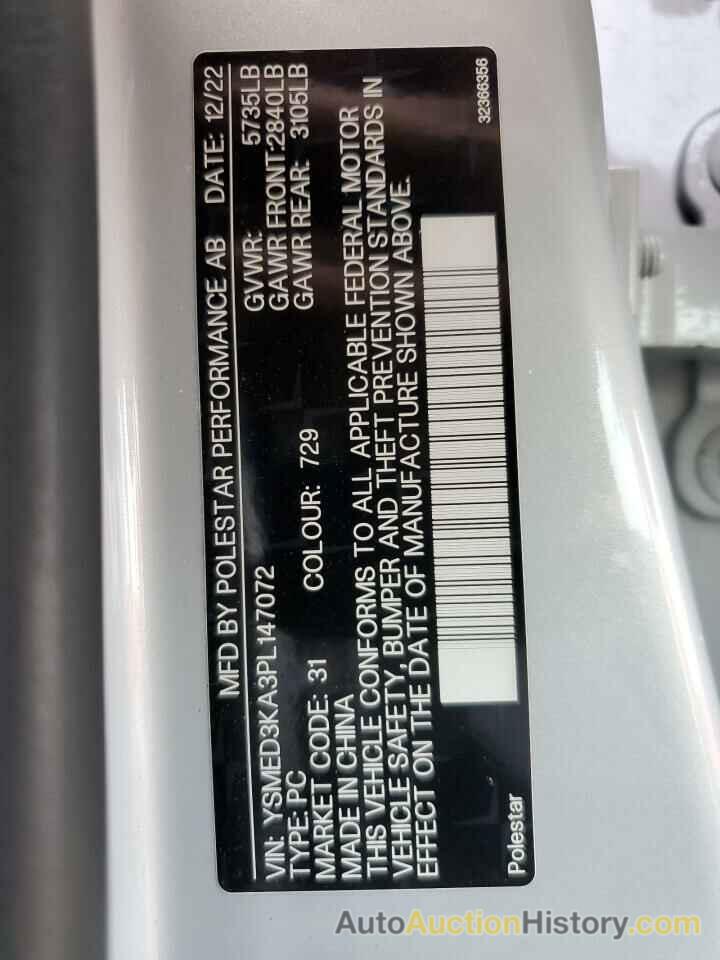 MFD BY POLESTAR PERFORMANCE AB DATE: 12/22
VIN: YSMED3KA3PL147072 GVWR: 5735LB
TYPE: PC GAWR FRONT:2840LB
MARKET CODE: 31 COLOUR: 729 GAWR REAR: 3105LB
MADE IN CHINA
THIS VEHICLE CONFORMS TO ALL APPLICABLE FEDERAL MOTOR
VEHICLE SAFETY, BUMPER AND THEFT PREVENTION STANDARDS IN
EFFECT ON THE DATE OF MANUFACTURE SHOWN ABOVE.
Polestar 32366356
AutoAuctionHistory.com